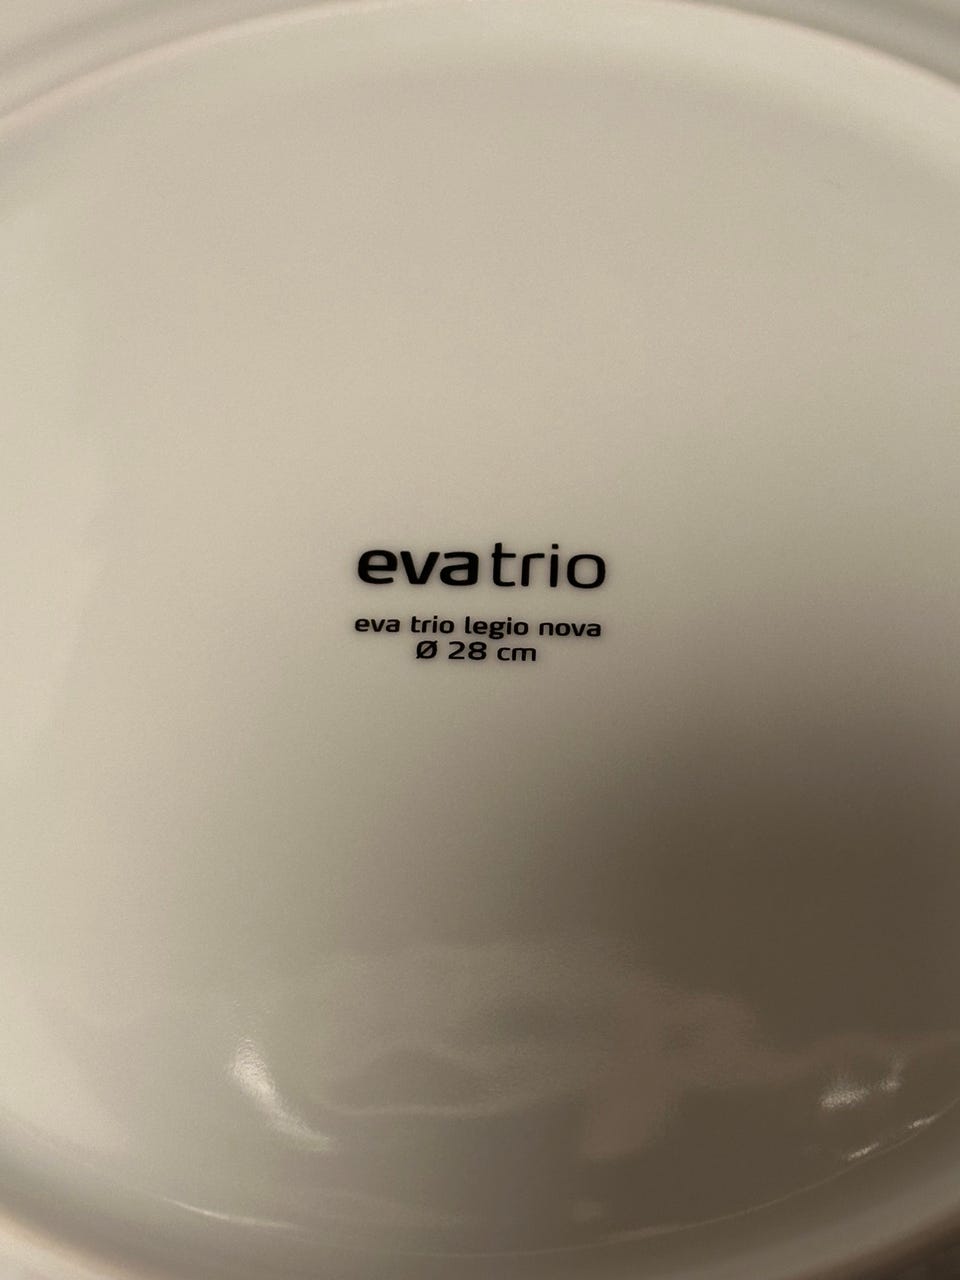 evatrio
eva trio legio nova
Ø 28 cm